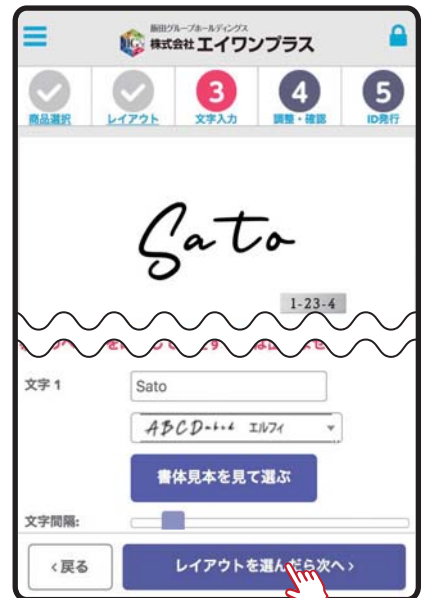 飯田グループホールディングス
株式会社エイワンプラス
3 4 5
商品選択 レイアウト 文字入力 調整・確認 ID発行
Sato
1-23-4
文字 1
Sato
ABCD-abcd エルフィ
書体見本を見て選ぶ
文字間隔:
<戻る
レイアウトを選んだら次へ>